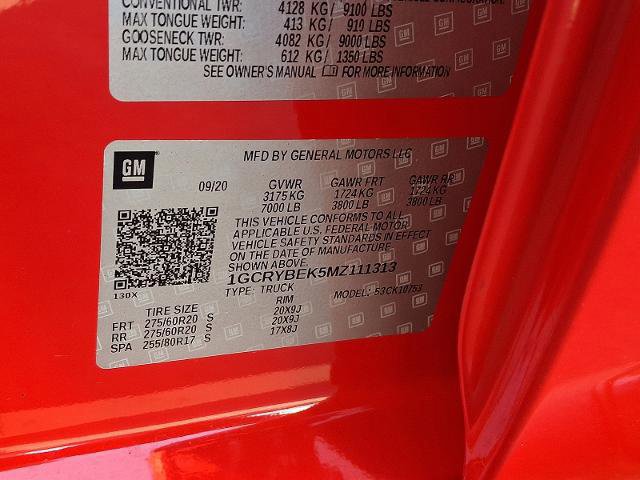 CONVENTIONAL TWR: 4128 KG/ 9100 LBS
MAX TONGUE WEIGHT: 413 KG/ 910 LBS
GOOSENECK TWR: 4082 KG/ 9000 LBS
MAX TONGUE WEIGHT: 612 KG/ 1350 LBS
SEE OWNER'S MANUAL FOR MORE INFORMATION
GM
MFD BY GENERAL MOTORS LLC
09/20 GVWR GAWR FRT GAWR RR
3175 KG 1724 KG 1724 KG
7000 LB 3800 LB 3800 LB
THIS VEHICLE CONFORMS TO ALL
APPLICABLE U.S. FEDERAL MOTOR
VEHICLE SAFETY STANDARDS IN EFFECT
ON THE DATE OF MANUFACTURE
SHOWN ABOVE.
1GCRYBEK5MZ111313
130X TYPE: TRUCK MODEL: 53CK10753
TIRE SIZE RIM
FRT 275/60R20 S 20X9J
RR 275/60R20 S 20X9J
SPA 255/80R17 S 17X8J